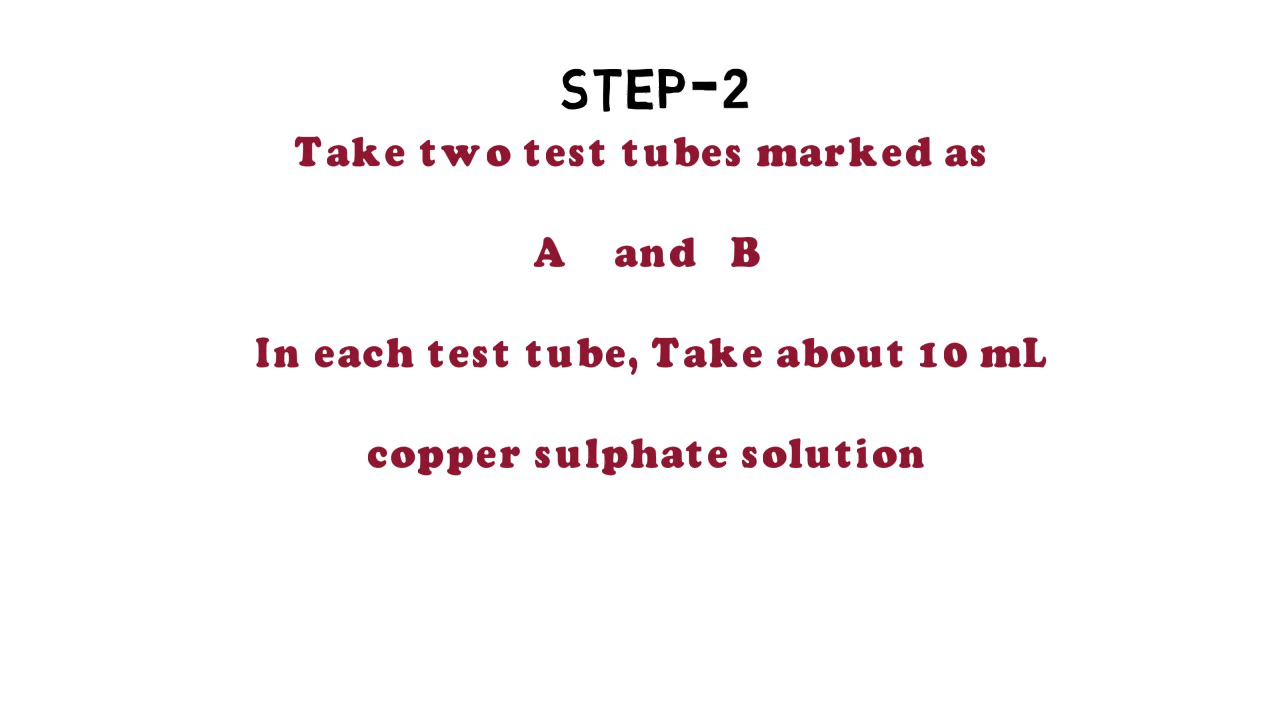 STEP-2
Take two test tubes marked as
A and B
In each test tube, Take about 10 mL
copper sulphate solution